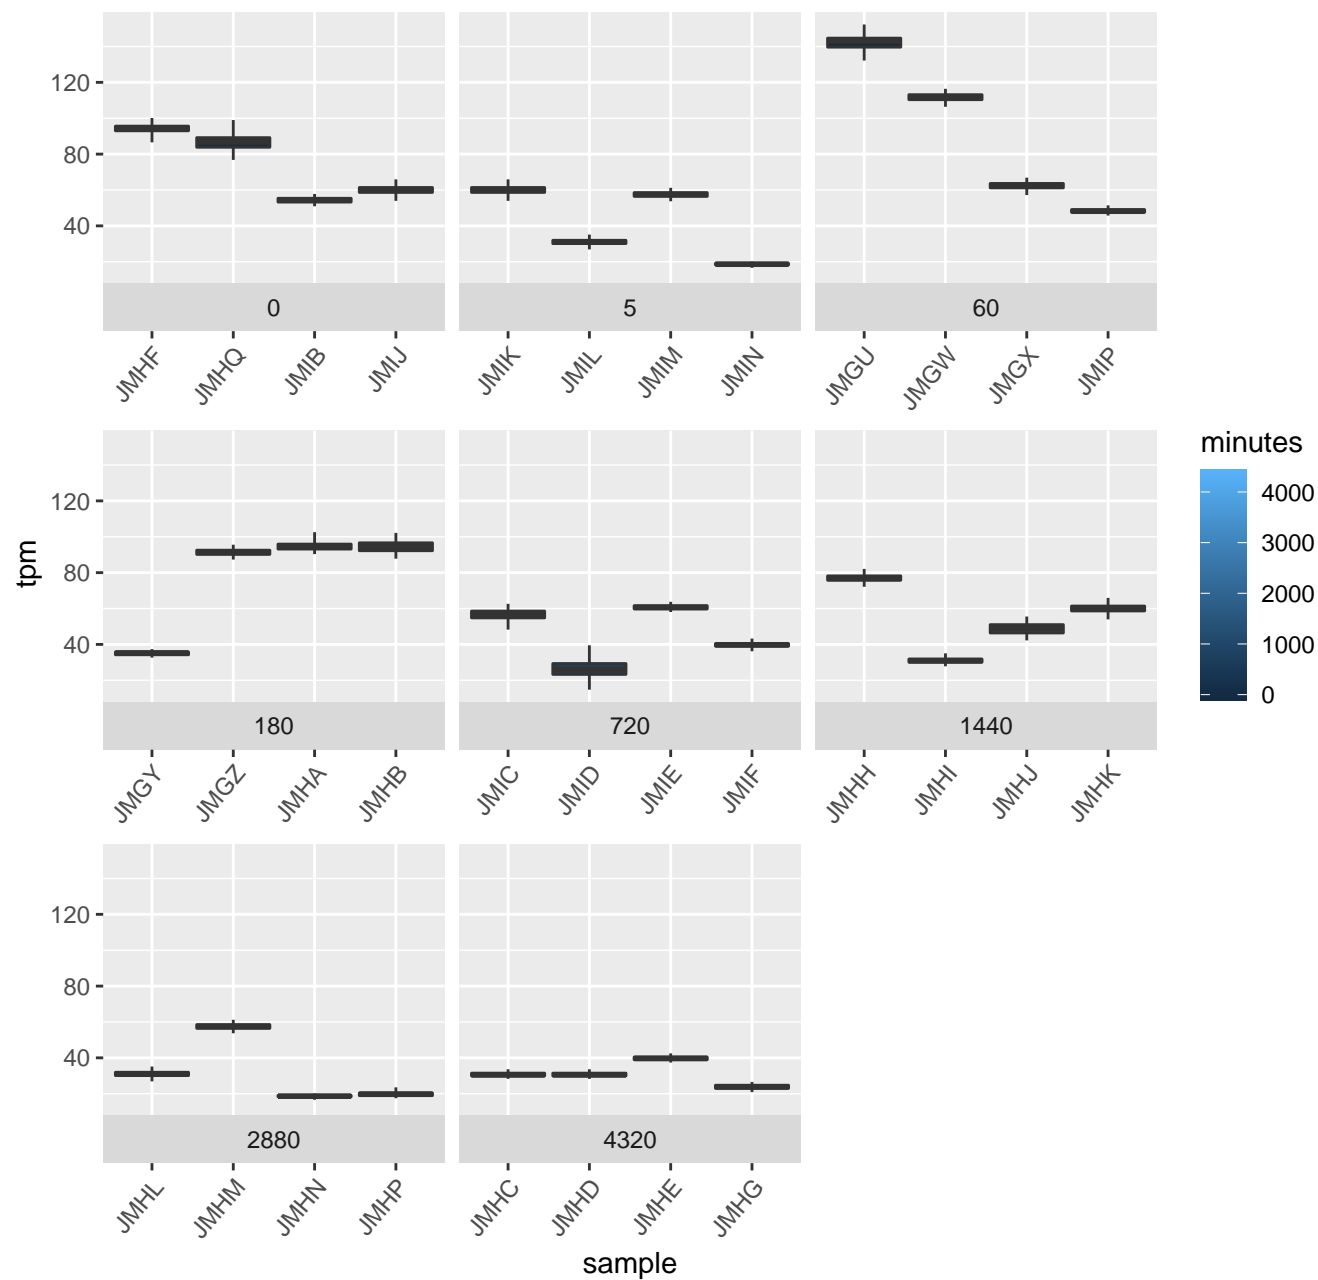 120
80
40
0
5
60
JMHF
JMHQ
JMIB
JMIJ
JMIK
JMIL
JMIM
JMIN
JMGU
JMGW
JMGX
JMIP
tpm
120
80
40
180
720
1440
JMGY
JMGZ
JMHA
JMHB
JMIC
JMID
JMIE
JMIF
JMHH
JMHI
JMHJ
JMHK
minutes
4000
3000
2000
1000
0
120
80
40
2880
4320
JMHL
JMHM
JMHN
JMHP
JMHC
JMHD
JMHE
JMHG
sample